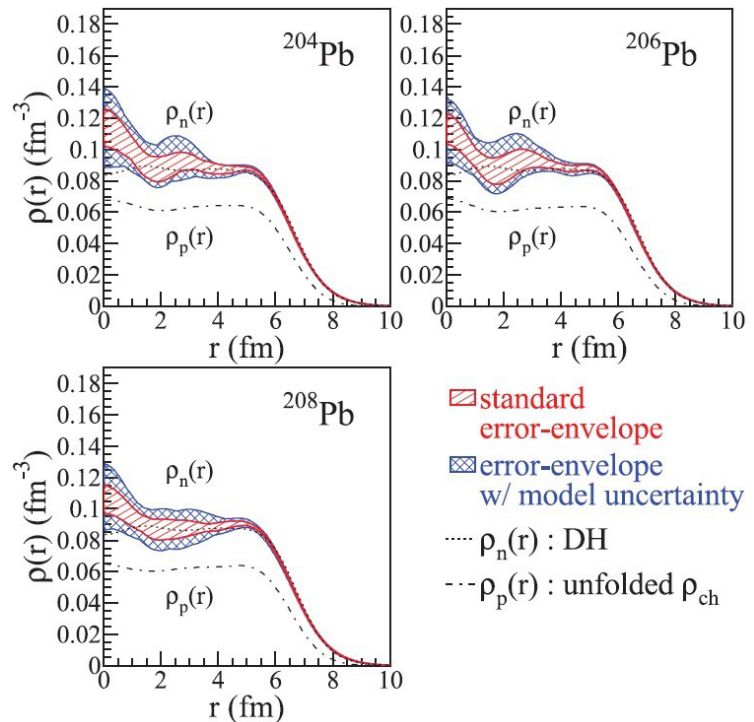 ²⁰⁴Pb
ρ(r) (fm⁻³)
0.18
0.16
0.14
0.12
0.1
0.08
0.06
0.04
0.02
0
ρₙ(r)
ρₚ(r)
0 2 4 6 8 10
r (fm)
²⁰⁶Pb
0.18
0.16
0.14
0.12
0.1
0.08
0.06
0.04
0.02
0
ρₙ(r)
ρₚ(r)
0 2 4 6 8 10
r (fm)
²⁰⁸Pb
ρ(r) (fm⁻³)
0.18
0.16
0.14
0.12
0.1
0.08
0.06
0.04
0.02
0
ρₙ(r)
ρₚ(r)
0 2 4 6 8 10
r (fm)
standard
error-envelope
error-envelope
w/ model uncertainty
ρₙ(r) : DH
ρₚ(r) : unfolded ρ_ch